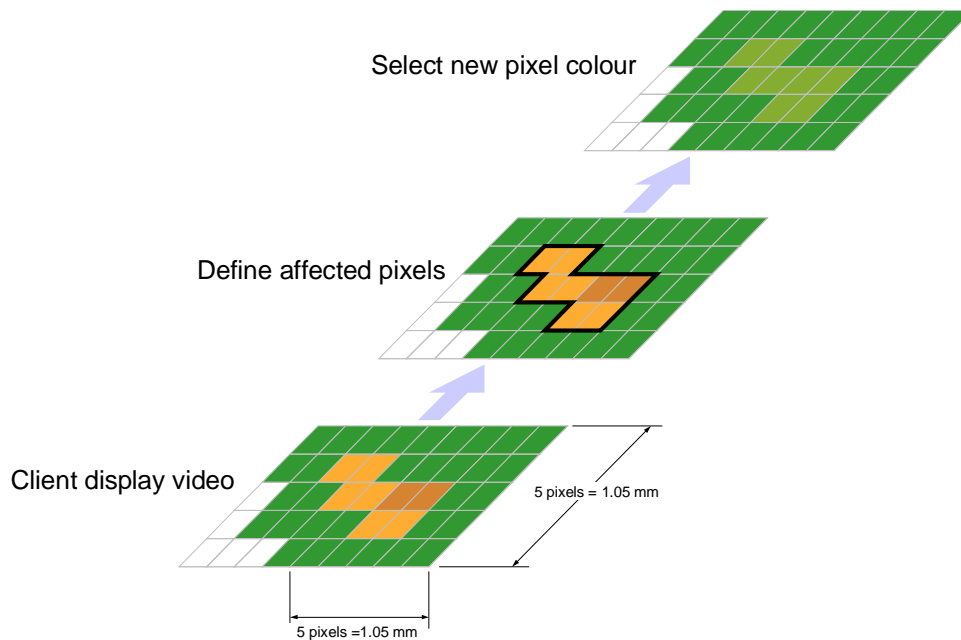 Select new pixel colour
Define affected pixels
Client display video
5 pixels = 1.05 mm
5 pixels =1.05 mm